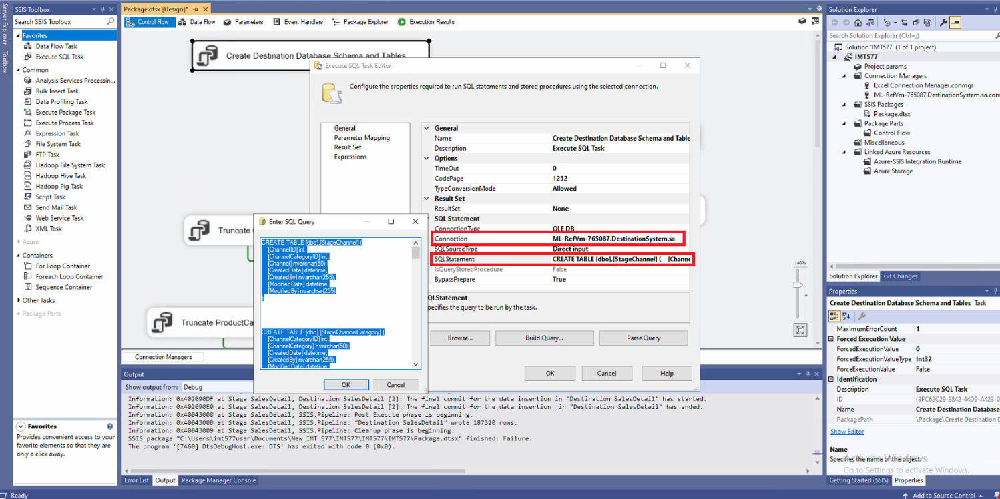 Server Explorer
Toolbox
SSIS Toolbox
Search SSIS Toolbox
Favorites
Data Flow Task
Execute SQL Task
Common
Analysis Services Processin...
Bulk Insert Task
Data Profiling Task
Execute Package Task
Execute Process Task
Expression Task
File System Task
FTP Task
Hadoop File System Task
Hadoop Hive Task
Hadoop Pig Task
Script Task
Send Mail Task
Web Service Task
XML Task
Azure
Containers
For Loop Container
Foreach Loop Container
Sequence Container
Other Tasks
Package Parts
Favorites
Provides convenient access to your
favorite elements so that they are
only a click away.
Package.dtsx [Design]*
Control Flow
Data Flow
Parameters
Event Handlers
Package Explorer
Execution Results
Create Destination Database Schema and Tables
Truncate
Truncate ProductCa
140%
Connection Managers
Execute SQL Task Editor
Configure the properties required to run SQL statements and stored procedures using the selected connection.
General
Parameter Mapping
Result Set
Expressions
General
Name Create Destination Database Schema and Table
Description Execute SQL Task
Options
TimeOut 0
CodePage 1252
TypeConversionMode Allowed
Result Set
ResultSet None
SQL Statement
ConnectionType OLE DB
Connection ML-RefVm-765087.DestinationSystem.sa
SQLSourceType Direct input
SQLStatement CREATE TABLE [dbo].[StageChannel] ( [Channe
IsQueryStoredProcedure False
BypassPrepare True
SQLStatement
pecifies the query to be run by the task.
Browse...
Build Query...
Parse Query
OK
Cancel
Help
Enter SQL Query
CREATE TABLE [dbo].[StageChannel] (
[ChannelID] int,
[ChannelCategoryID] int,
[Channel] nvarchar(50),
[CreatedDate] datetime,
[CreatedBy] nvarchar(255),
[ModifiedDate] datetime,
[ModifiedBy] nvarchar(255)
)
CREATE TABLE [dbo].[StageChannelCategory] (
[ChannelCategoryID] int,
[ChannelCategory] nvarchar(50),
[CreatedDate] datetime,
[CreatedBy] nvarchar(255),
[ModifiedDate] datetime,
OK
Cancel
Output
Show output from: Debug
Information: 0x402090DF at Stage SalesDetail, Destination SalesDetail [2]: The final commit for the data insertion in "Destination SalesDetail" has started.
Information: 0x402090E0 at Stage SalesDetail, Destination SalesDetail [2]: The final commit for the data insertion  in "Destination SalesDetail" has ended.
Information: 0x40043008 at Stage SalesDetail, SSIS.Pipeline: Post Execute phase is beginning.
Information: 0x4004300B at Stage SalesDetail, SSIS.Pipeline: "Destination SalesDetail" wrote 187320 rows.
Information: 0x40043009 at Stage SalesDetail, SSIS.Pipeline: Cleanup phase is beginning.
SSIS package "C:\Users\imt577user\Documents\New IMT 577\IMT577\IMT577\IMT577\Package.dtsx" finished: Failure.
The program '[7460] DtsDebugHost.exe: DTS' has exited with code 0 (0x0).
Error List
Output
Package Manager Console
Solution Explorer
Search Solution Explorer (Ctrl+;)
Solution 'IMT577' (1 of 1 project)
IMT577
Project.params
Connection Managers
Excel Connection Manager.conmgr
ML-RefVm-765087.DestinationSystem.sa.con
SSIS Packages
Package.dtsx
Package Parts
Control Flow
Miscellaneous
Linked Azure Resources
Azure-SSIS Integration Runtime
Azure Storage
Solution Explorer
Git Changes
Properties
Create Destination Database Schema and Tables Task
MaximumErrorCount 1
Forced Execution Value
ForcedExecutionValue 0
ForcedExecutionValueType Int32
ForceExecutionValue False
Identification
Description Execute SQL Task
ID {3FC62C29-3842-44D9-A423-0
Name Create Destination Database
PackagePath \Package\Create Destination D
Show Editor
Name
Specifies the name of the object.
Activate Windows
Go to Settings to activate Windows.
Getting Started (SSIS)
Properties
Ready
Add to Source Control